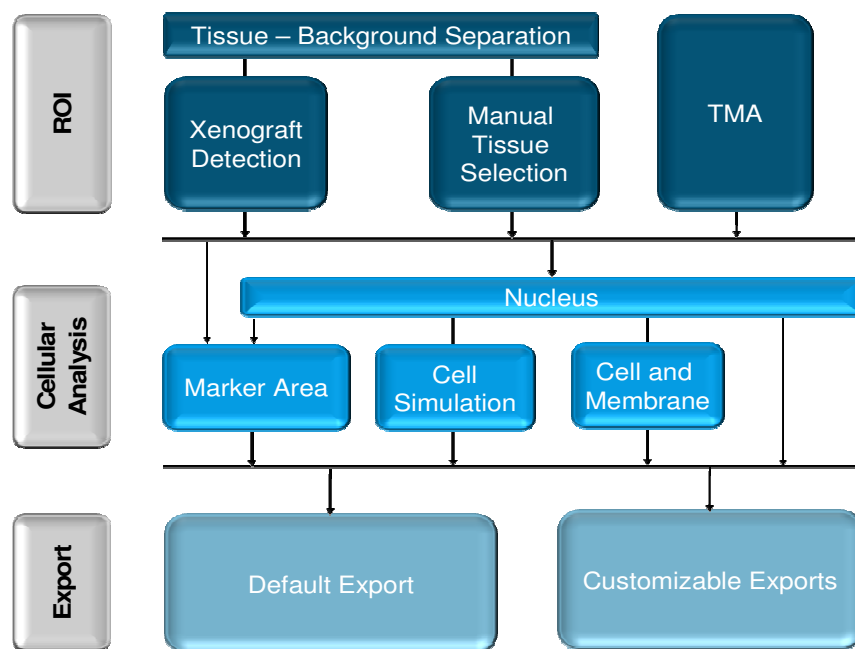 ROI
Tissue – Background Separation
Xenograft
Detection
Manual
Tissue
Selection
TMA
Cellular
Analysis
Nucleus
Marker Area
Cell
Simulation
Cell and
Membrane
Export
Default Export
Customizable Exports